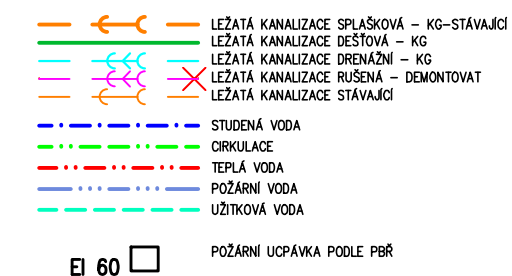 LEŽATÁ KANALIZACE SPLAŠKOVÁ - KG-STÁVAJÍCÍ
LEŽATÁ KANALIZACE DEŠŤOVÁ - KG
LEŽATÁ KANALIZACE DRENÁŽNÍ - KG
LEŽATÁ KANALIZACE RUŠENÁ - DEMONTOVAT
LEŽATÁ KANALIZACE STÁVAJÍCÍ
STUDENÁ VODA
CIRKULACE
TEPLÁ VODA
POŽÁRNÍ VODA
UŽITKOVÁ VODA
EI 60 POŽÁRNÍ UCPÁVKA PODLE PBŘ